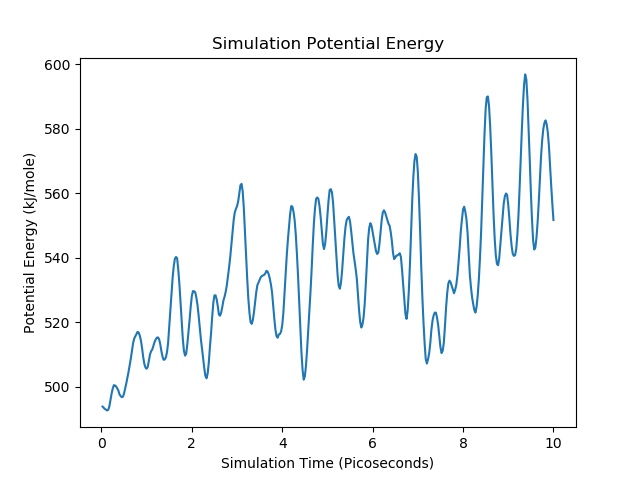 Simulation Potential Energy
600
580
560
540
520
500
Potential Energy (kJ/mole)
0 2 4 6 8 10
Simulation Time (Picoseconds)